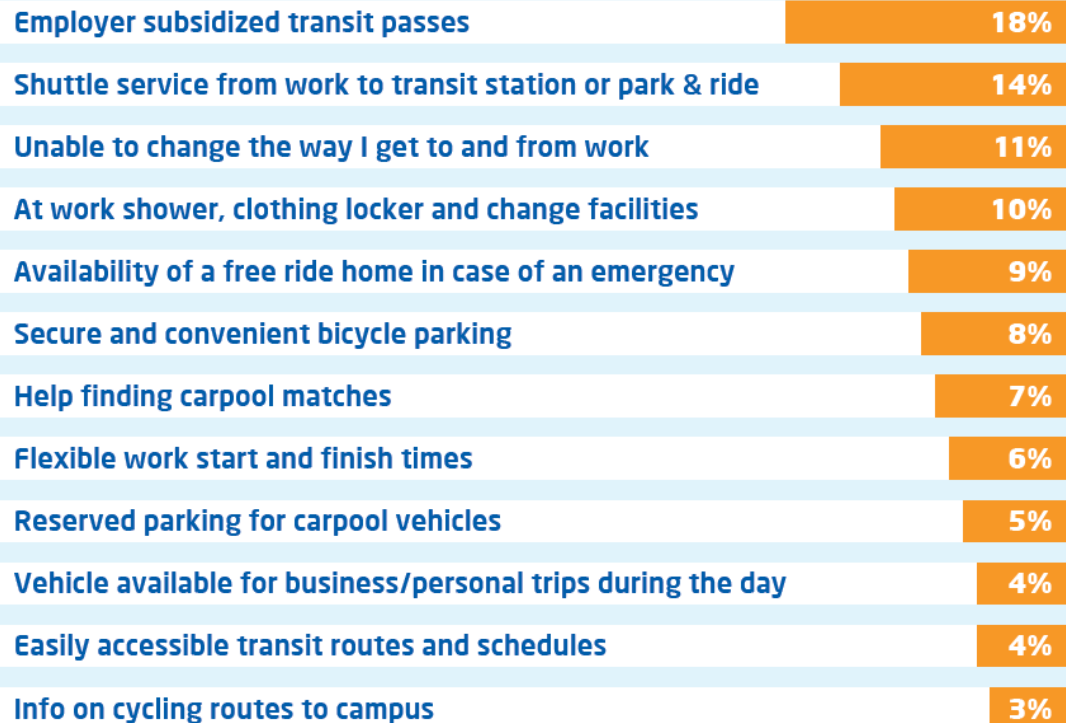 Employer subsidized transit passes 18%
Shuttle service from work to transit station or park & ride 14%
Unable to change the way I get to and from work 11%
At work shower, clothing locker and change facilities 10%
Availability of a free ride home in case of an emergency 9%
Secure and convenient bicycle parking 8%
Help finding carpool matches 7%
Flexible work start and finish times 6%
Reserved parking for carpool vehicles 5%
Vehicle available for business/personal trips during the day 4%
Easily accessible transit routes and schedules 4%
Info on cycling routes to campus 3%